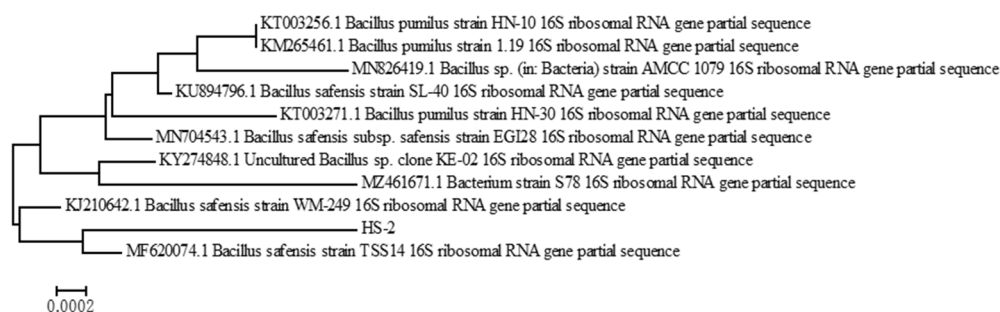 KT003256.1 Bacillus pumilus strain HN-10 16S ribosomal RNA gene partial sequence
KM265461.1 Bacillus pumilus strain 1.19 16S ribosomal RNA gene partial sequence
MN826419.1 Bacillus sp. (in: Bacteria) strain AMCC 1079 16S ribosomal RNA gene partial sequence
KU894796.1 Bacillus safensis strain SL-40 16S ribosomal RNA gene partial sequence
KT003271.1 Bacillus pumilus strain HN-30 16S ribosomal RNA gene partial sequence
MN704543.1 Bacillus safensis subsp. safensis strain EGI28 16S ribosomal RNA gene partial sequence
KY274848.1 Uncultured Bacillus sp. clone KE-02 16S ribosomal RNA gene partial sequence
MZ461671.1 Bacterium strain S78 16S ribosomal RNA gene partial sequence
KJ210642.1 Bacillus safensis strain WM-249 16S ribosomal RNA gene partial sequence
HS-2
MF620074.1 Bacillus safensis strain TSS14 16S ribosomal RNA gene partial sequence
0.0002